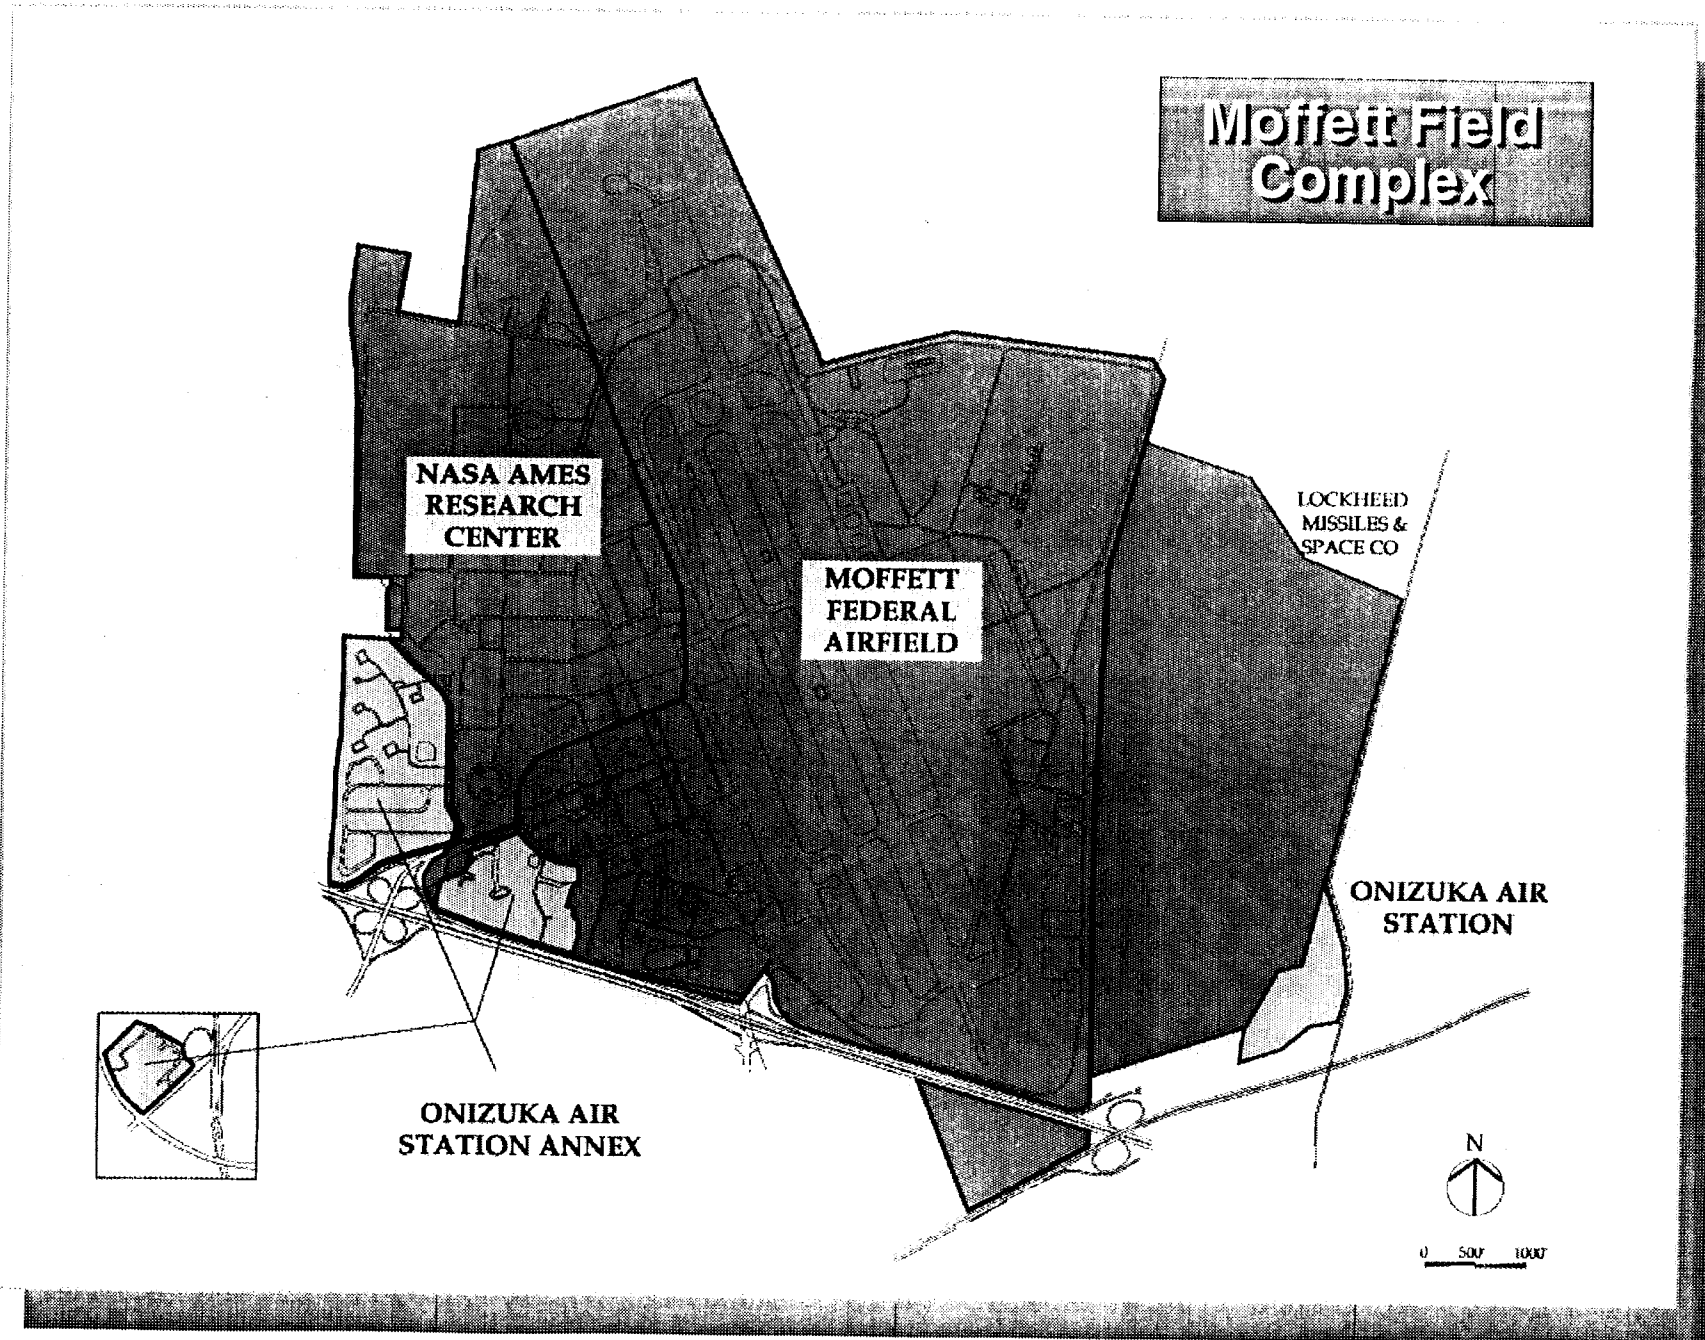 Moffett Field
Complex
NASA AMES
RESEARCH
CENTER
MOFFETT
FEDERAL
AIRFIELD
LOCKHEED
MISSILES &
SPACE CO
ONIZUKA AIR
STATION
ONIZUKA AIR
STATION ANNEX
N
0 500' 1000'